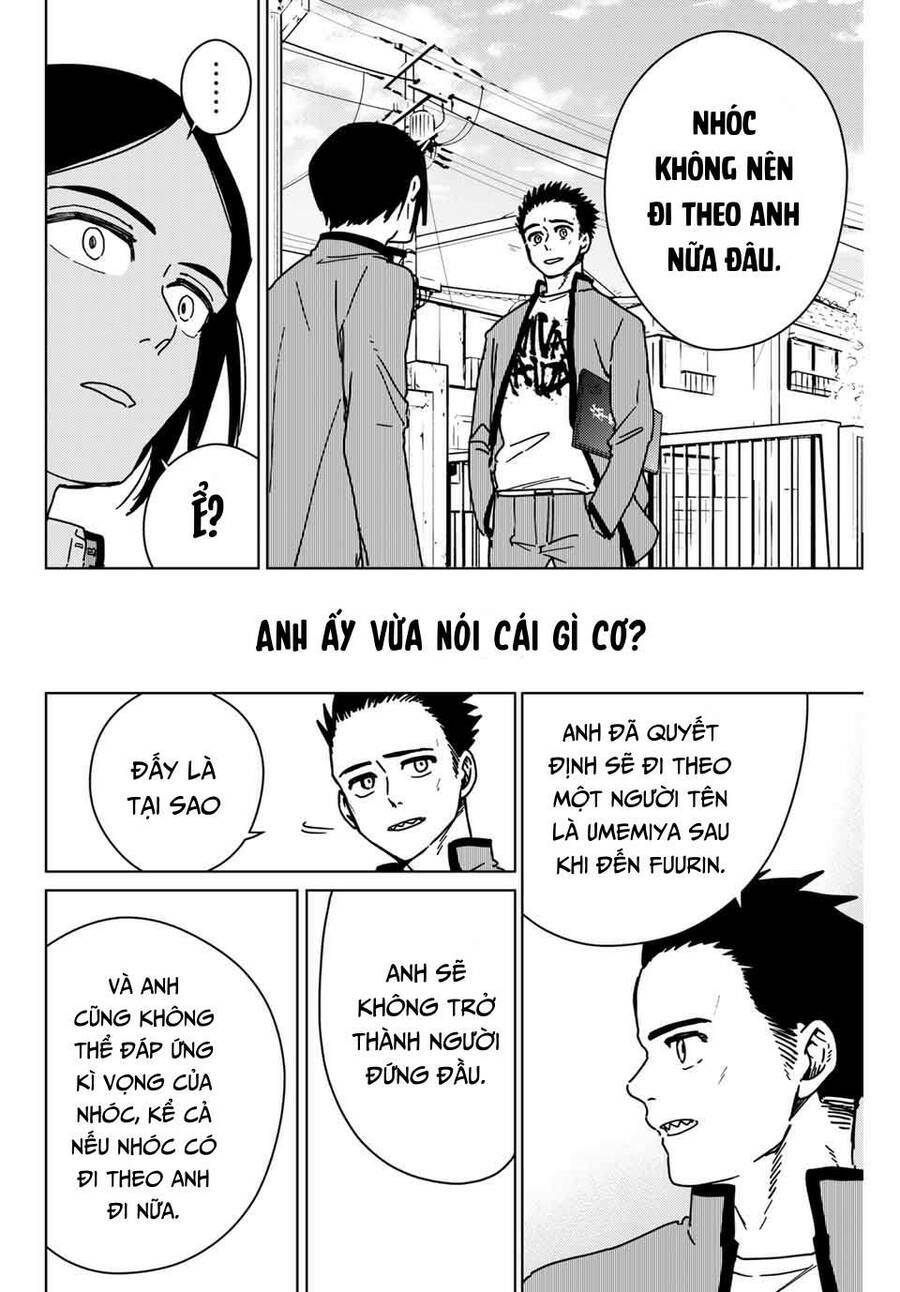 NHÓC
KHÔNG NÊN
ĐI THEO ANH
NỮA ĐÂU.
……
Ể?
ANH ẤY VỪA NÓI CÁI GÌ CƠ?
ANH ĐÃ QUYẾT
ĐỊNH SẼ ĐI THEO
MỘT NGƯỜI TÊN
LÀ UMEMIYA SAU
KHI ĐẾN FUURIN.
ĐẤY LÀ
TẠI SAO
ANH SẼ
KHÔNG TRỞ
THÀNH NGƯỜI
ĐỨNG ĐẦU.
VÀ ANH
CŨNG KHÔNG
THỂ ĐÁP ỨNG
KÌ VỌNG CỦA
NHÓC, KỂ CẢ
NẾU NHÓC CÓ
ĐI THEO ANH
ĐI NỮA.